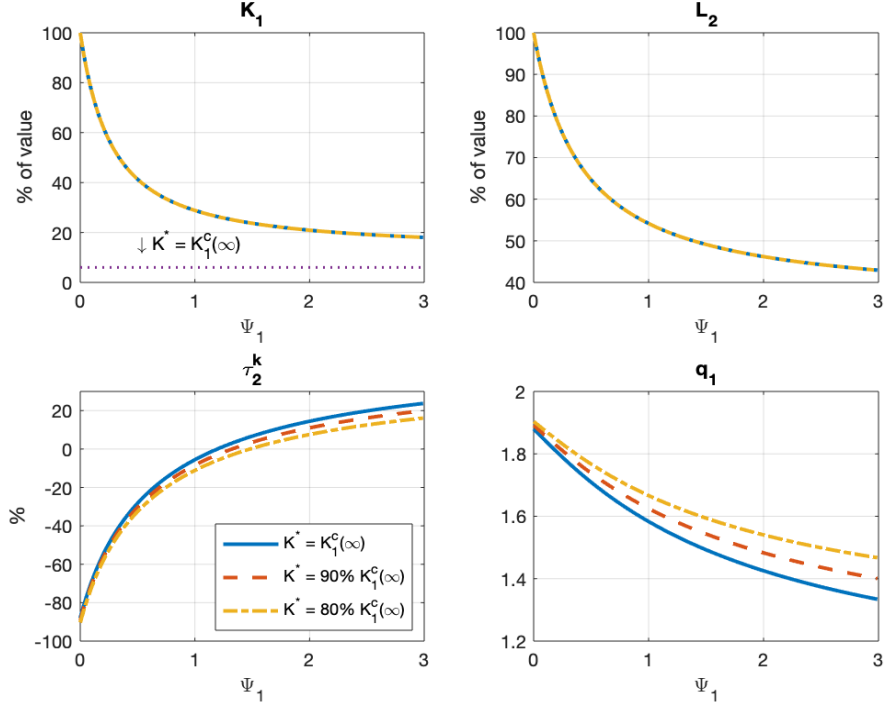 K₁
% of value
100
80
60
40
20
0
↓ K* = K₁ᶜ(∞)
0 1 2 3
Ψ₁
L₂
% of value
100
90
80
70
60
50
40
0 1 2 3
Ψ₁
τ₂ᵏ
%
20
0
-20
-40
-60
-80
-100
K* = K₁ᶜ(∞)
K* = 90% K₁ᶜ(∞)
K* = 80% K₁ᶜ(∞)
0 1 2 3
Ψ₁
q₁
2
1.8
1.6
1.4
1.2
0 1 2 3
Ψ₁